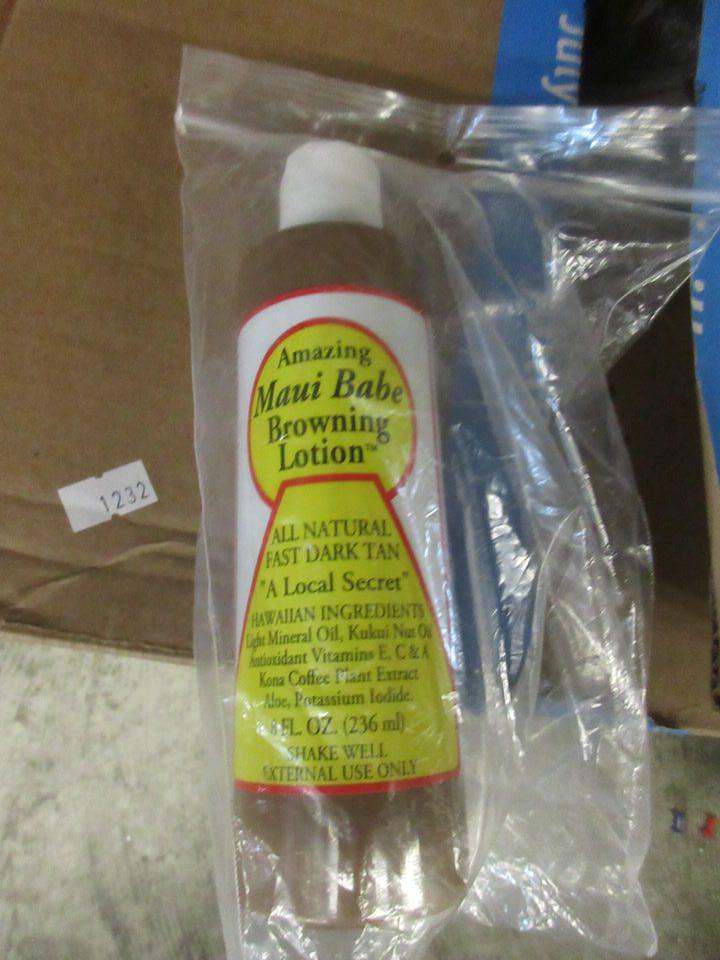 July
Amazing
Maui Babe
Browning
Lotion™
ALL NATURAL
FAST DARK TAN
"A Local Secret"
HAWAIIAN INGREDIENTS
Light Mineral Oil, Kukui Nut Oil
Antioxidant Vitamins E, C & A
Kona Coffee Plant Extract
Aloe, Potassium Iodide.
8 FL. OZ. (236 ml)
SHAKE WELL
EXTERNAL USE ONLY
1232